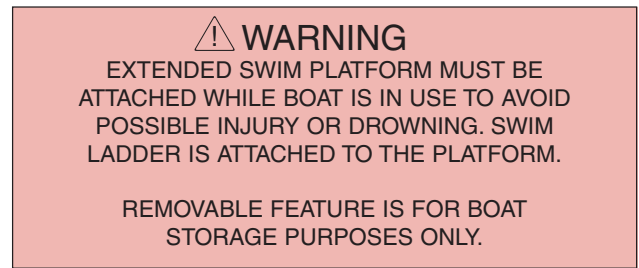 ⚠ WARNING
EXTENDED SWIM PLATFORM MUST BE
ATTACHED WHILE BOAT IS IN USE TO AVOID
POSSIBLE INJURY OR DROWNING. SWIM
LADDER IS ATTACHED TO THE PLATFORM.
REMOVABLE FEATURE IS FOR BOAT
STORAGE PURPOSES ONLY.